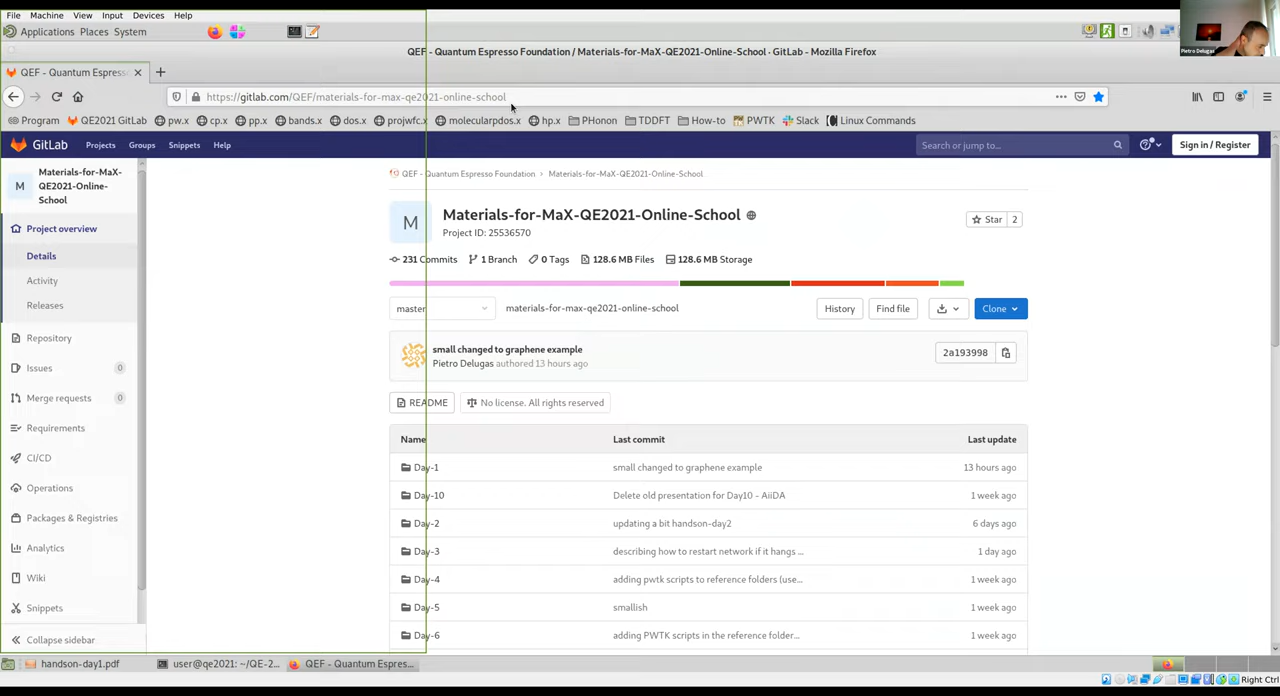 File Machine View Input Devices Help
Applications Places System
Pietro Delugas
QEF - Quantum Espresso Foundation / Materials-for-MaX-QE2021-Online-School · GitLab - Mozilla Firefox
QEF - Quantum Espresso
https://gitlab.com/QEF/materials-for-max-qe2021-online-school
Program QE2021 GitLab pw.x cp.x pp.x bands.x dos.x projwfc.x molecularpdos.x hp.x PHonon TDDFT How-to PWTK Slack Linux Commands
GitLab Projects Groups Snippets Help Search or jump to... Sign in / Register
M
Materials-for-MaX-
QE2021-Online-
School
Project overview
Details
Activity
Releases
Repository
Issues 0
Merge requests 0
Requirements
CI/CD
Operations
Packages & Registries
Analytics
Wiki
Snippets
Collapse sidebar
QEF - Quantum Espresso Foundation > Materials-for-MaX-QE2021-Online-School
M
Materials-for-MaX-QE2021-Online-School
Project ID: 25536570
Star 2
231 Commits 1 Branch 0 Tags 128.6 MB Files 128.6 MB Storage
master materials-for-max-qe2021-online-school History Find file Clone
small changed to graphene example
Pietro Delugas authored 13 hours ago
2a193998
README No license. All rights reserved
Name Last commit Last update
Day-1 small changed to graphene example 13 hours ago
Day-10 Delete old presentation for Day10 - AiiDA 1 week ago
Day-2 updating a bit handson-day2 6 days ago
Day-3 describing how to restart network if it hangs ... 1 day ago
Day-4 adding pwtk scripts to reference folders (use... 1 week ago
Day-5 smallish 1 week ago
Day-6 adding PWTK scripts in the reference folder... 1 week ago
handson-day1.pdf user@qe2021: ~/QE-2... QEF - Quantum Espres...
Right Ctrl